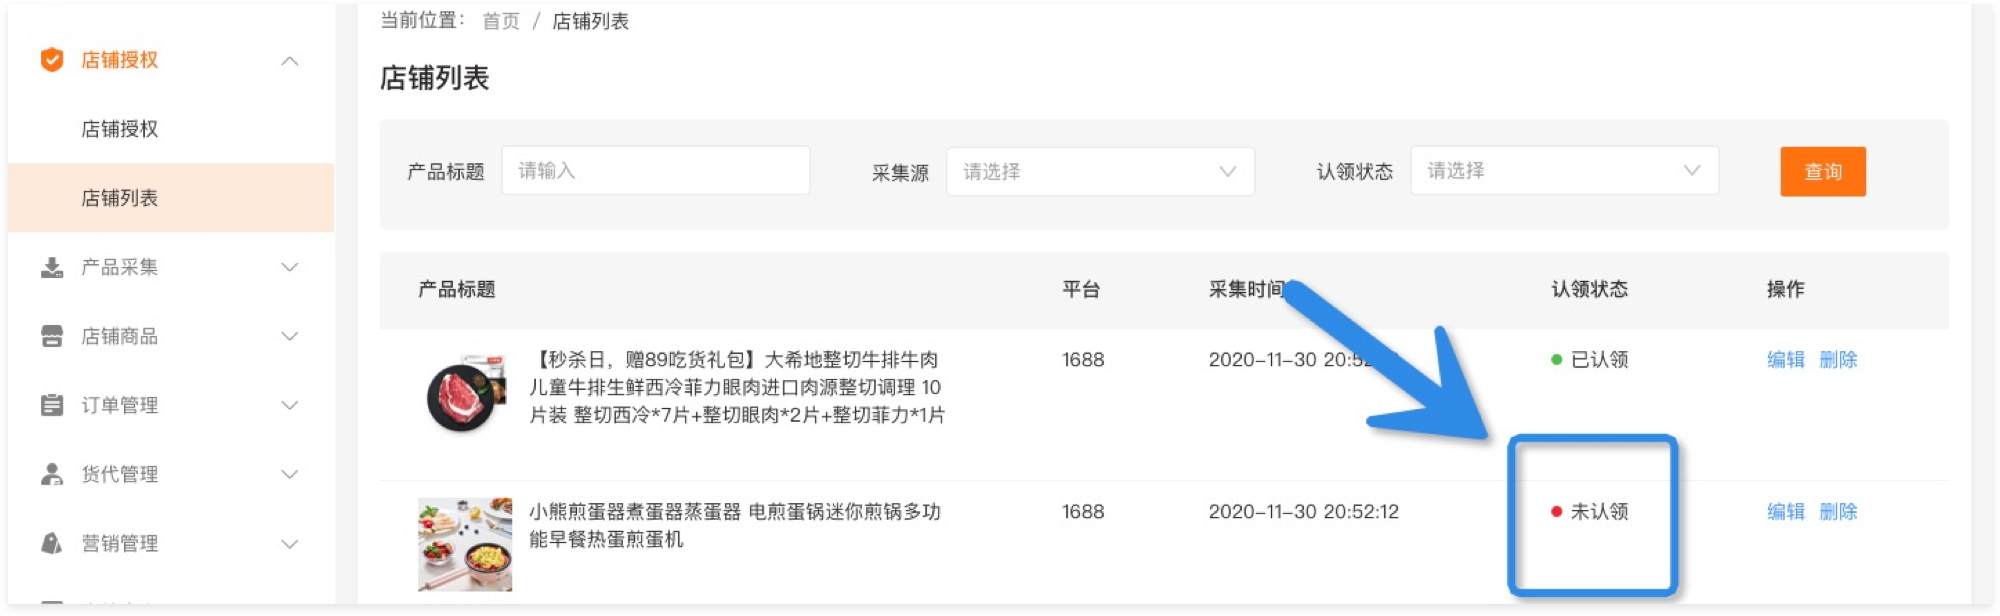 当前位置： 首页 / 店铺列表
店铺授权
店铺授权
店铺列表
产品采集
店铺商品
订单管理
货代管理
营销管理
店铺列表
产品标题 请输入 采集源 请选择 认领状态 请选择 查询
产品标题 平台 采集时间 认领状态 操作
【秒杀日，赠89吃货礼包】大希地整切牛排牛肉
儿童牛排生鲜西冷菲力眼肉进口肉源整切调理 10
片装 整切西冷*7片+整切眼肉*2片+整切菲力*1片
1688 2020-11-30 已认领 编辑 删除
小熊煎蛋器煮蛋器蒸蛋器 电煎蛋锅迷你煎锅多功
能早餐热蛋煎蛋机
1688 2020-11-30 20:52:12 未认领 编辑 删除